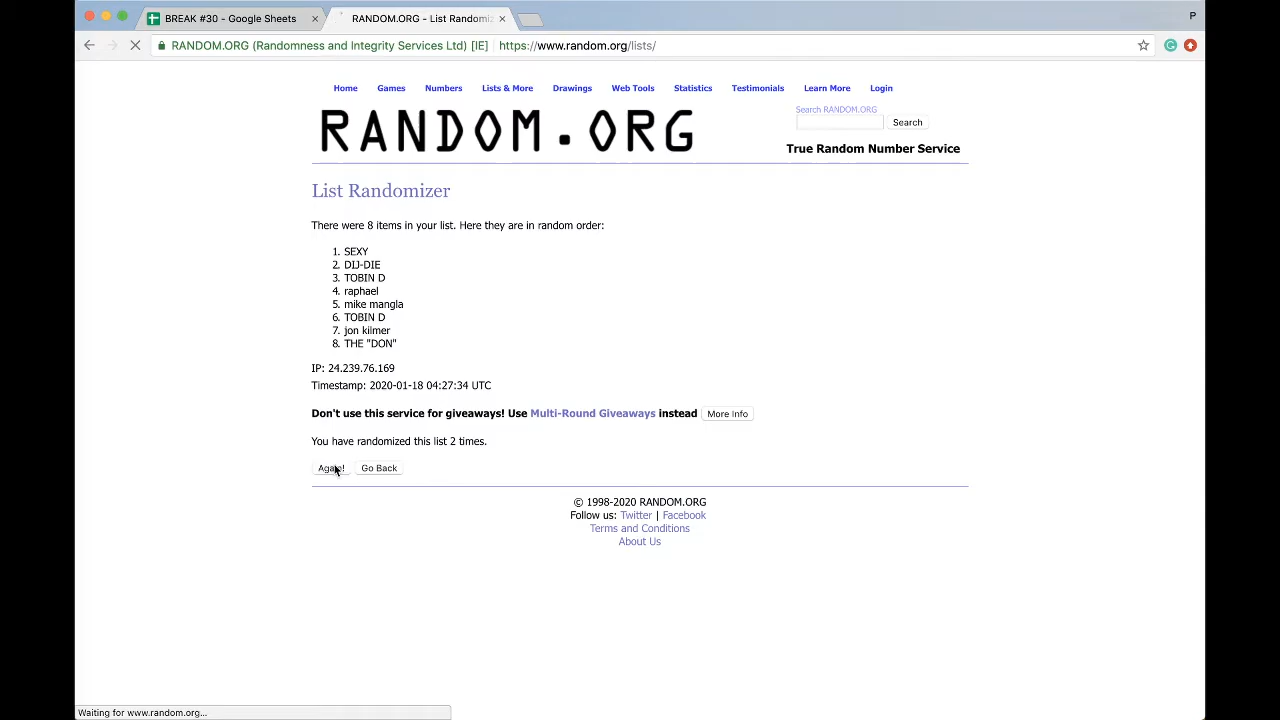 BREAK #30 - Google Sheets
RANDOM.ORG - List Randomiz
P
RANDOM.ORG (Randomness and Integrity Services Ltd) [IE] https://www.random.org/lists/
Home Games Numbers Lists & More Drawings Web Tools Statistics Testimonials Learn More Login
Search RANDOM.ORG
RANDOM.ORG
Search
True Random Number Service
List Randomizer
There were 8 items in your list. Here they are in random order:
1. SEXY
2. DIJ-DIE
3. TOBIN D
4. raphael
5. mike mangla
6. TOBIN D
7. jon kilmer
8. THE "DON"
IP: 24.239.76.169
Timestamp: 2020-01-18 04:27:34 UTC
Don't use this service for giveaways! Use Multi-Round Giveaways instead More Info
You have randomized this list 2 times.
Again! Go Back
© 1998-2020 RANDOM.ORG
Follow us: Twitter | Facebook
Terms and Conditions
About Us
Waiting for www.random.org...